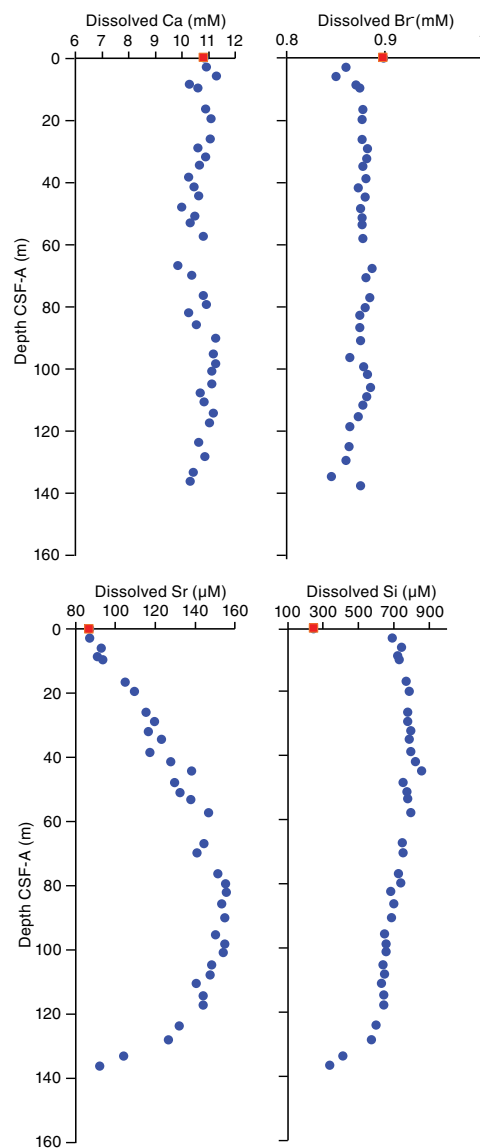 Dissolved Ca (mM)
6 7 8 9 10 11 12
Dissolved Br⁻(mM)
0.8 0.9
0
20
40
60
80
100
120
140
160
Depth CSF-A (m)
Dissolved Sr (µM)
80 100 120 140 160
Dissolved Si (µM)
100 300 500 700 900
0
20
40
60
80
100
120
140
160
Depth CSF-A (m)